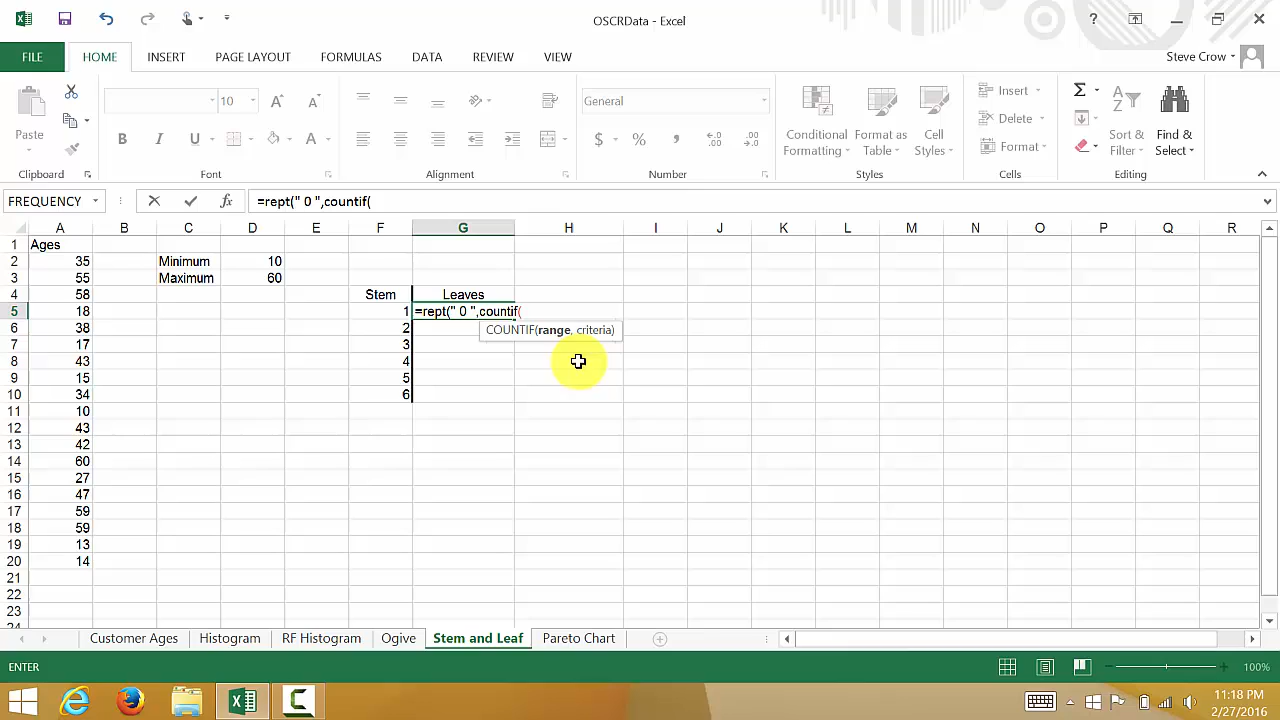 OSCRData - Excel
?
FILE HOME INSERT PAGE LAYOUT FORMULAS DATA REVIEW VIEW Steve Crow
Paste
Clipboard
10 A A
B I U A
Font
Alignment
General
$ % ,
Number
Conditional Formatting
Format as Table
Cell Styles
Styles
Insert
Delete
Format
Cells
Σ
Sort & Filter
Find & Select
Editing
FREQUENCY fx =rept(" 0 ",countif(
A B C D E F G H I J K L M N O P Q R
1 Ages
2 35 Minimum 10
3 55 Maximum 60
4 58 Stem Leaves
5 18 1 =rept(" 0 ",countif(
COUNTIF(range, criteria)
6 38 2
7 17 3
8 43 4
9 15 5
10 34 6
11 10
12 43
13 42
14 60
15 27
16 47
17 59
18 59
19 13
20 14
21
22
23
24
Customer Ages Histogram RF Histogram Ogive Stem and Leaf Pareto Chart
ENTER 100%
11:18 PM
2/27/2016